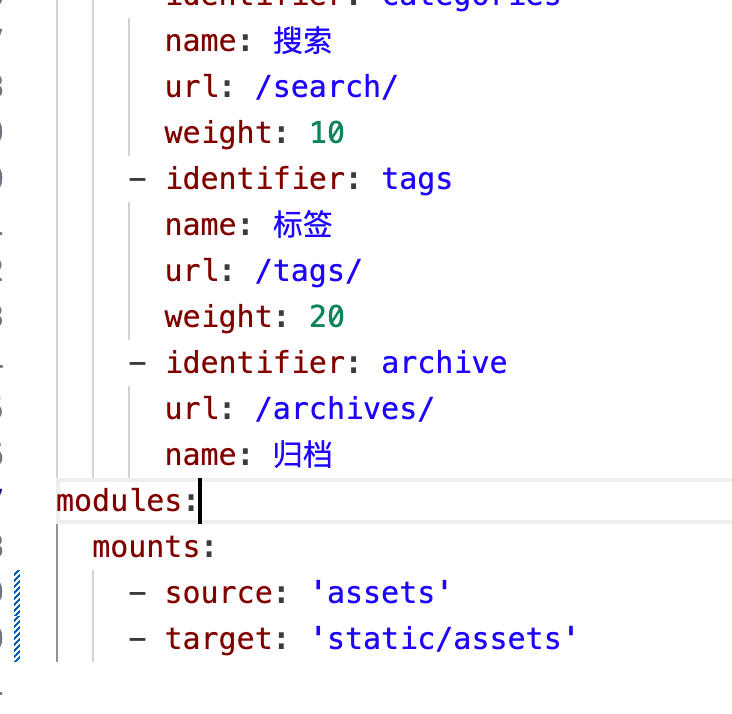 identifier: categories
name: 搜索
url: /search/
weight: 10
- identifier: tags
name: 标签
url: /tags/
weight: 20
- identifier: archive
url: /archives/
name: 归档
modules:
mounts:
- source: 'assets'
- target: 'static/assets'